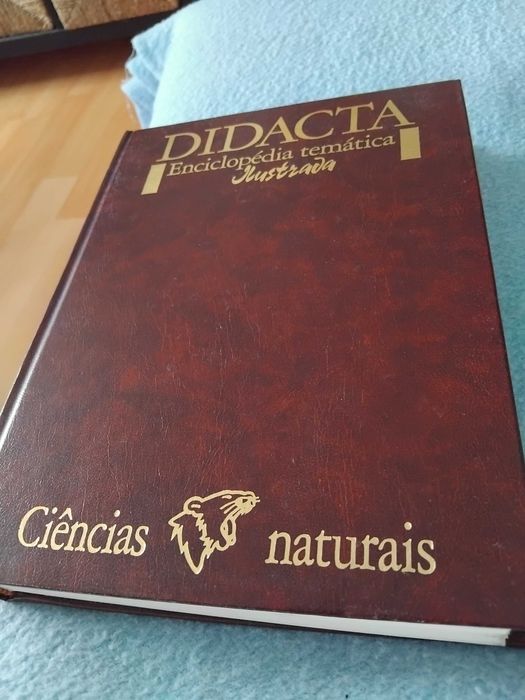 DIDACTA
Enciclopédia temática
Ilustrada
Ciências naturais